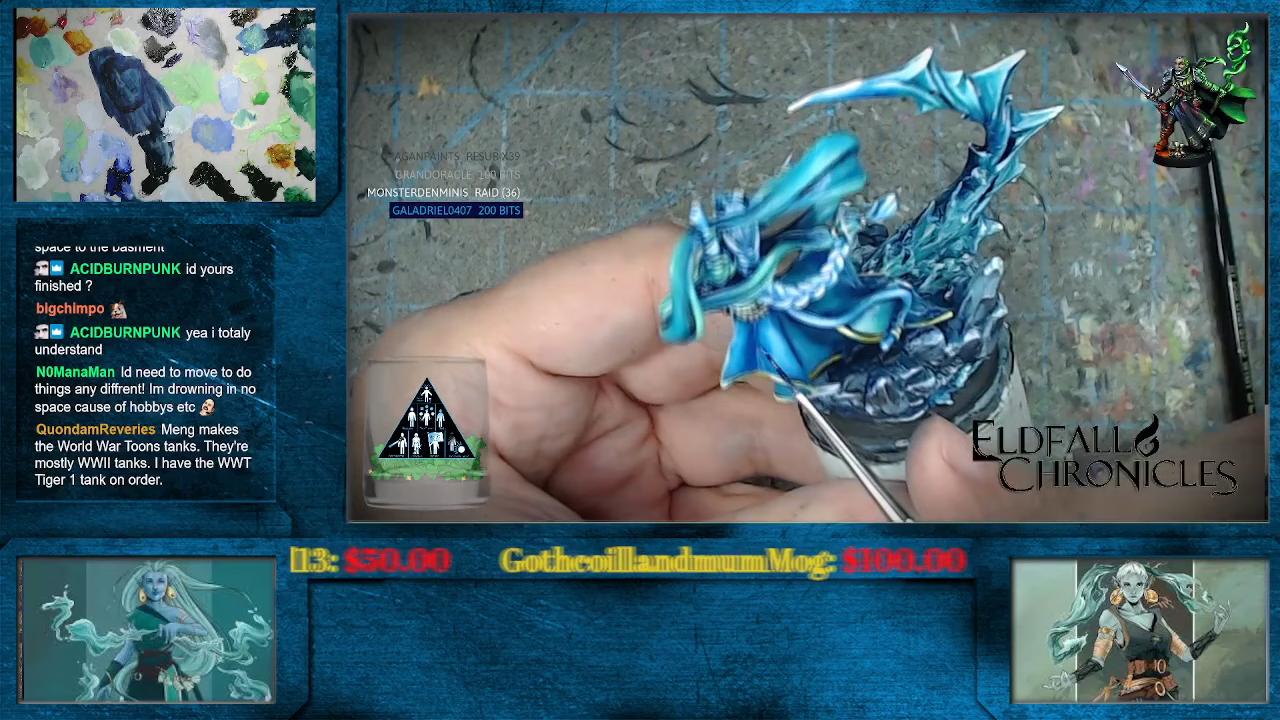 space to the basment
ACIDBURNPUNK id yours
finished ?
bigchimpo
ACIDBURNPUNK yea i totaly
understand
N0ManaMan Id need to move to do
things any diffrent! Im drowning in no
space cause of hobbys etc
QuondamReveries Meng makes
the World War Toons tanks. They're
mostly WWII tanks. I have the WWT
Tiger 1 tank on order.
AGANPAINTS RESUB X39
GRANDORACLE 100 BITS
MONSTERDENMINIS RAID (36)
GALADRIEL0407 200 BITS
ELDFALL
CHRONICLES
13: $50.00 GotheoillandmumMog: $100.00